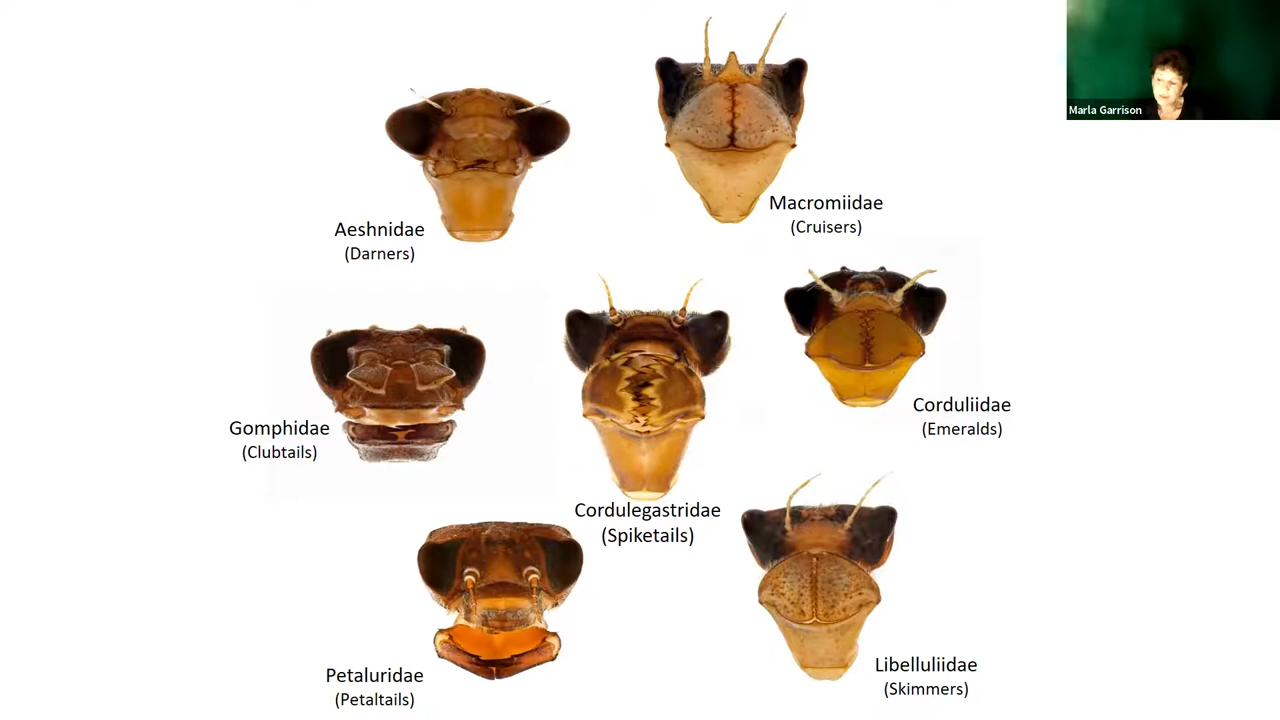 Marla Garrison
Macromiidae
(Cruisers)
Aeshnidae
(Darners)
Corduliidae
(Emeralds)
Gomphidae
(Clubtails)
Cordulegastridae
(Spiketails)
Libelluliidae
(Skimmers)
Petaluridae
(Petaltails)